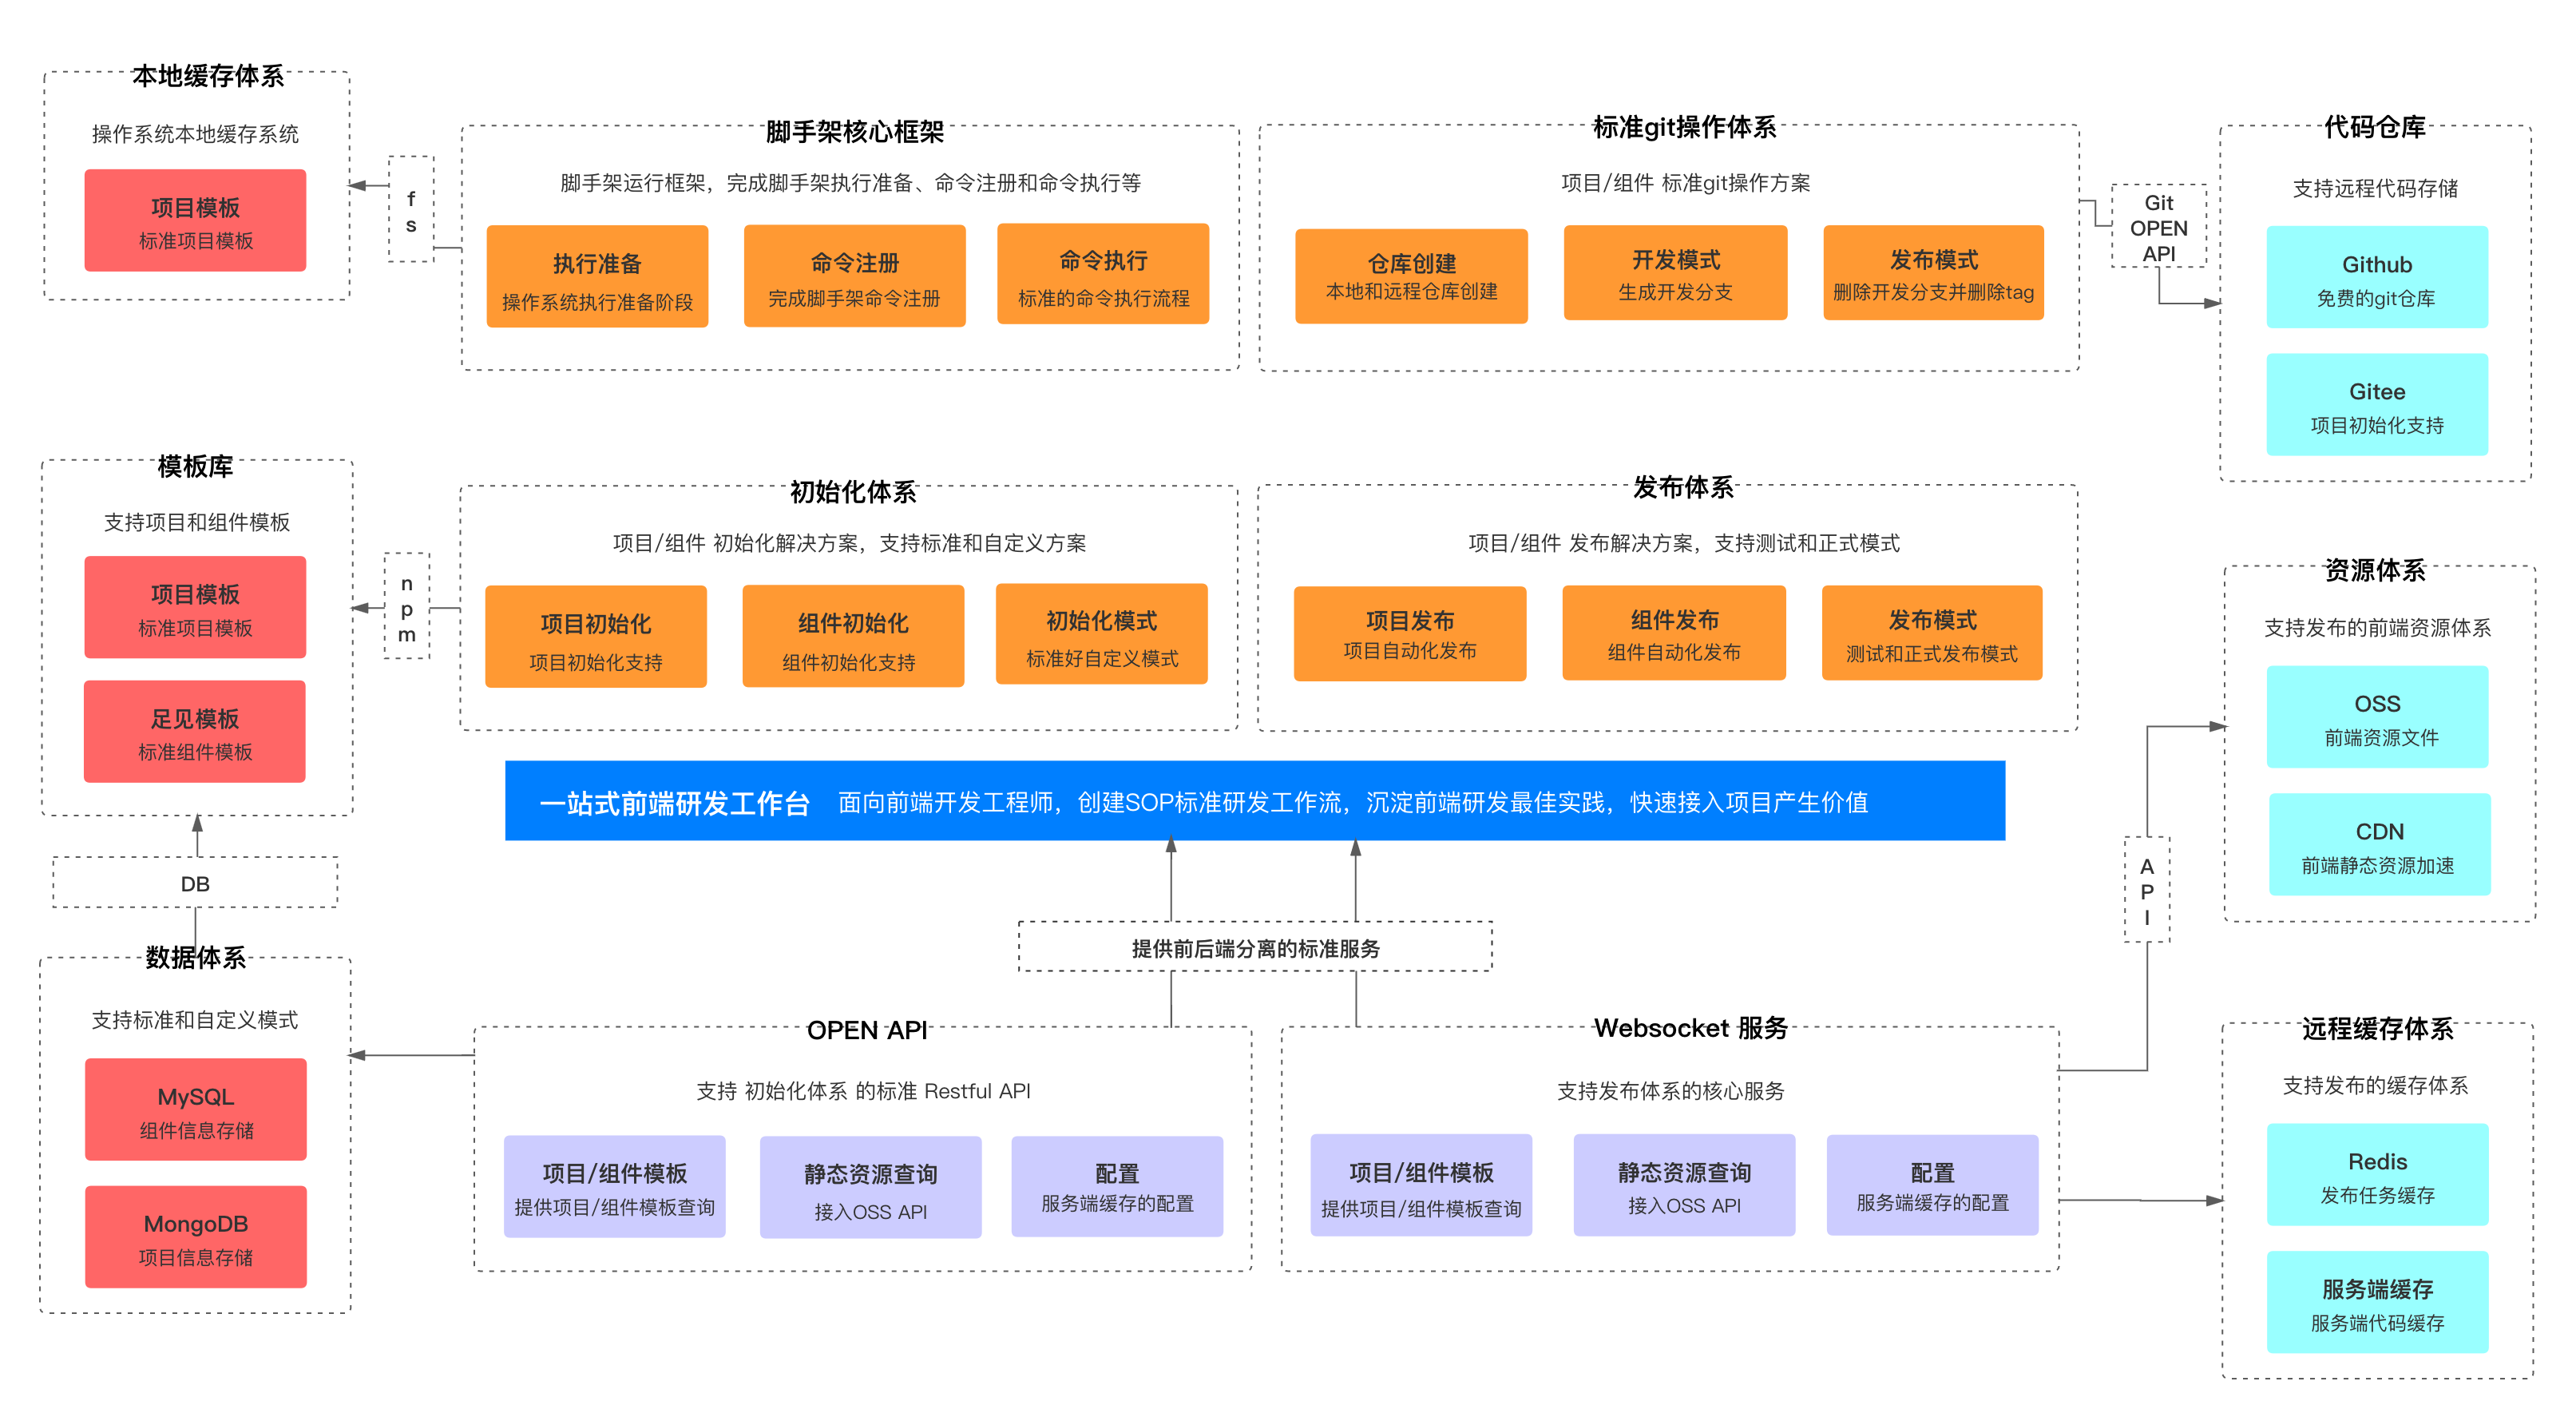 本地缓存体系
操作系统本地缓存系统
项目模板
标准项目模板
f
s
脚手架核心框架
脚手架运行框架，完成脚手架执行准备、命令注册和命令执行等
执行准备
操作系统执行准备阶段
命令注册
完成脚手架命令注册
命令执行
标准的命令执行流程
标准git操作体系
项目/组件 标准git操作方案
仓库创建
本地和远程仓库创建
开发模式
生成开发分支
发布模式
删除开发分支并删除tag
Git
OPEN
API
代码仓库
支持远程代码存储
Github
免费的git仓库
Gitee
项目初始化支持
模板库
支持项目和组件模板
项目模板
标准项目模板
足见模板
标准组件模板
n
p
m
初始化体系
项目/组件 初始化解决方案，支持标准和自定义方案
项目初始化
项目初始化支持
组件初始化
组件初始化支持
初始化模式
标准好自定义模式
发布体系
项目/组件 发布解决方案，支持测试和正式模式
项目发布
项目自动化发布
组件发布
组件自动化发布
发布模式
测试和正式发布模式
资源体系
支持发布的前端资源体系
OSS
前端资源文件
CDN
前端静态资源加速
一站式前端研发工作台 面向前端开发工程师，创建SOP标准研发工作流，沉淀前端研发最佳实践，快速接入项目产生价值
DB
提供前后端分离的标准服务
A
P
I
数据体系
支持标准和自定义模式
MySQL
组件信息存储
MongoDB
项目信息存储
OPEN API
支持 初始化体系 的标准 Restful API
项目/组件模板
提供项目/组件模板查询
静态资源查询
接入OSS API
配置
服务端缓存的配置
Websocket 服务
支持发布体系的核心服务
项目/组件模板
提供项目/组件模板查询
静态资源查询
接入OSS API
配置
服务端缓存的配置
远程缓存体系
支持发布的缓存体系
Redis
发布任务缓存
服务端缓存
服务端代码缓存